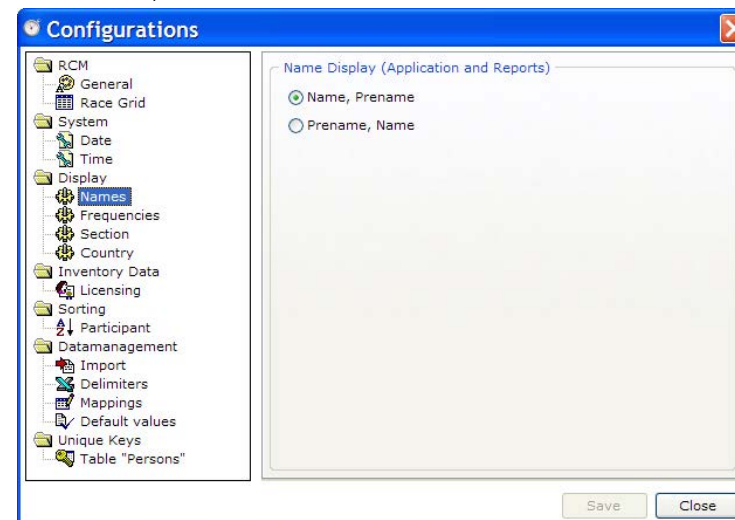 Configurations
RCM
General
Race Grid
System
Date
Time
Display
Names
Frequencies
Section
Country
Inventory Data
Licensing
Sorting
Participant
Datamanagement
Import
Delimiters
Mappings
Default values
Unique Keys
Table "Persons"
Name Display (Application and Reports)
Name, Prename
Prename, Name
Save
Close